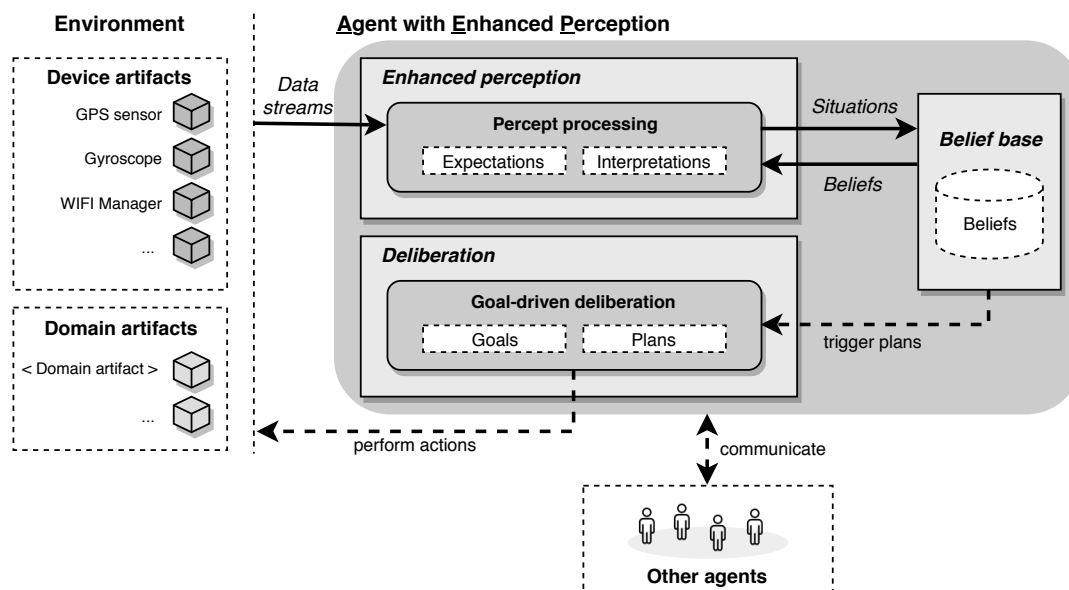 Environment
Device artifacts
GPS sensor
Gyroscope
WIFI Manager
...
Domain artifacts
< Domain artifact >
...
Data
streams
Agent with Enhanced Perception
Enhanced perception
Percept processing
Expectations
Interpretations
Situations
Beliefs
Belief base
Beliefs
Deliberation
Goal-driven deliberation
Goals
Plans
trigger plans
perform actions
communicate
Other agents